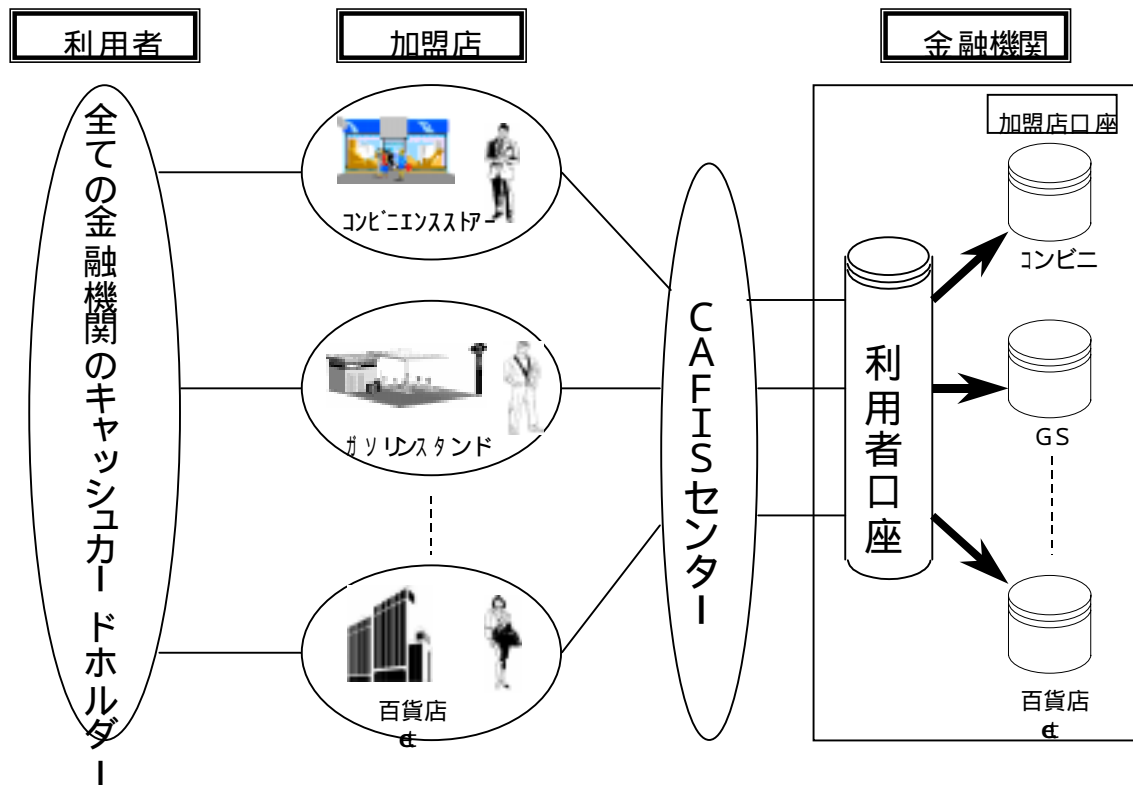 利用者
加盟店
金融機関
全ての金融機関のキャッシュカードホルダー
コンビニエンスストアー
ガソリンスタンド
百貨店
etc
CAFISセンター
利用者口座
加盟店口座
コンビニ
GS
百貨店
etc